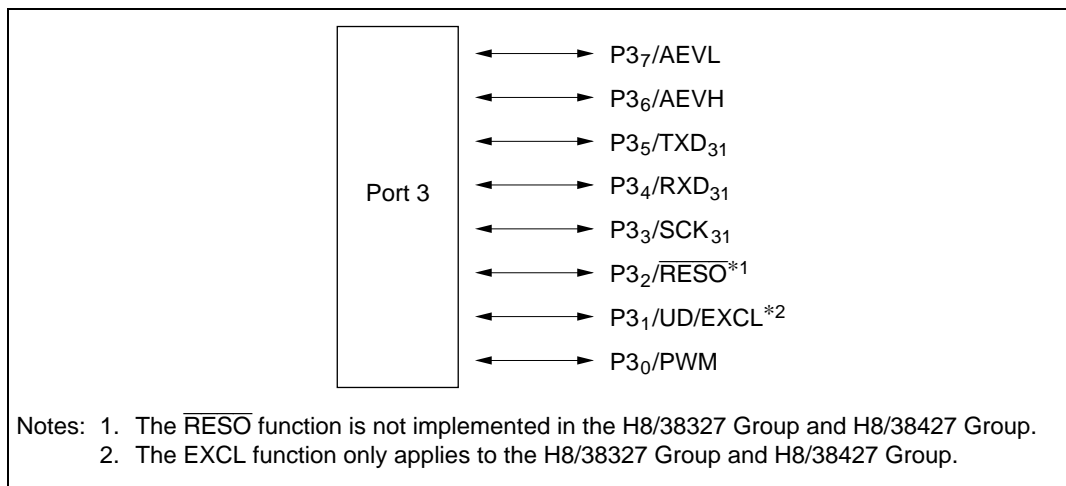 P3₇/AEVL
P3₆/AEVH
P3₅/TXD₃₁
Port 3
P3₄/RXD₃₁
P3₃/SCK₃₁
P3₂/R̅E̅S̅O̅*1
P3₁/UD/EXCL*2
P3₀/PWM
Notes: 1. The R̅E̅S̅O̅ function is not implemented in the H8/38327 Group and H8/38427 Group.
2. The EXCL function only applies to the H8/38327 Group and H8/38427 Group.